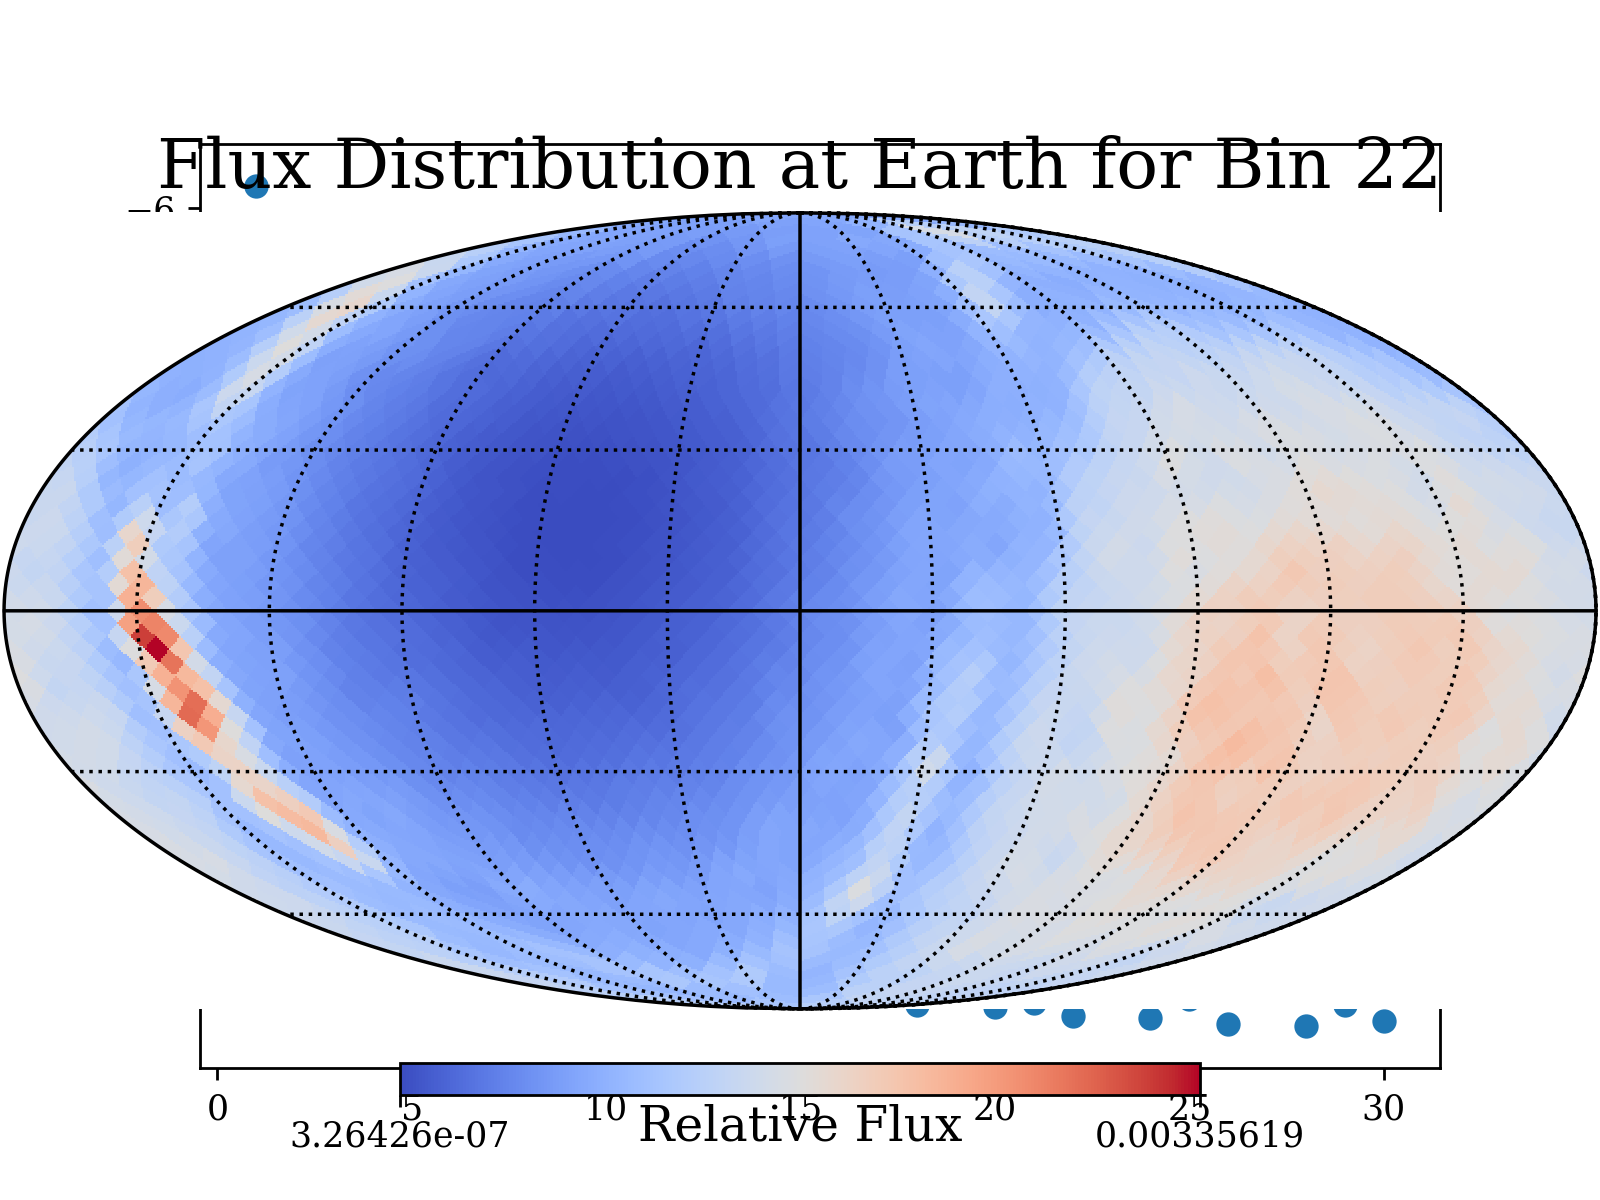 Flux Distribution at Earth for Bin 22
−6
0 5 10 15 20 25 30
Relative Flux
3.26426e-07 0.00335619